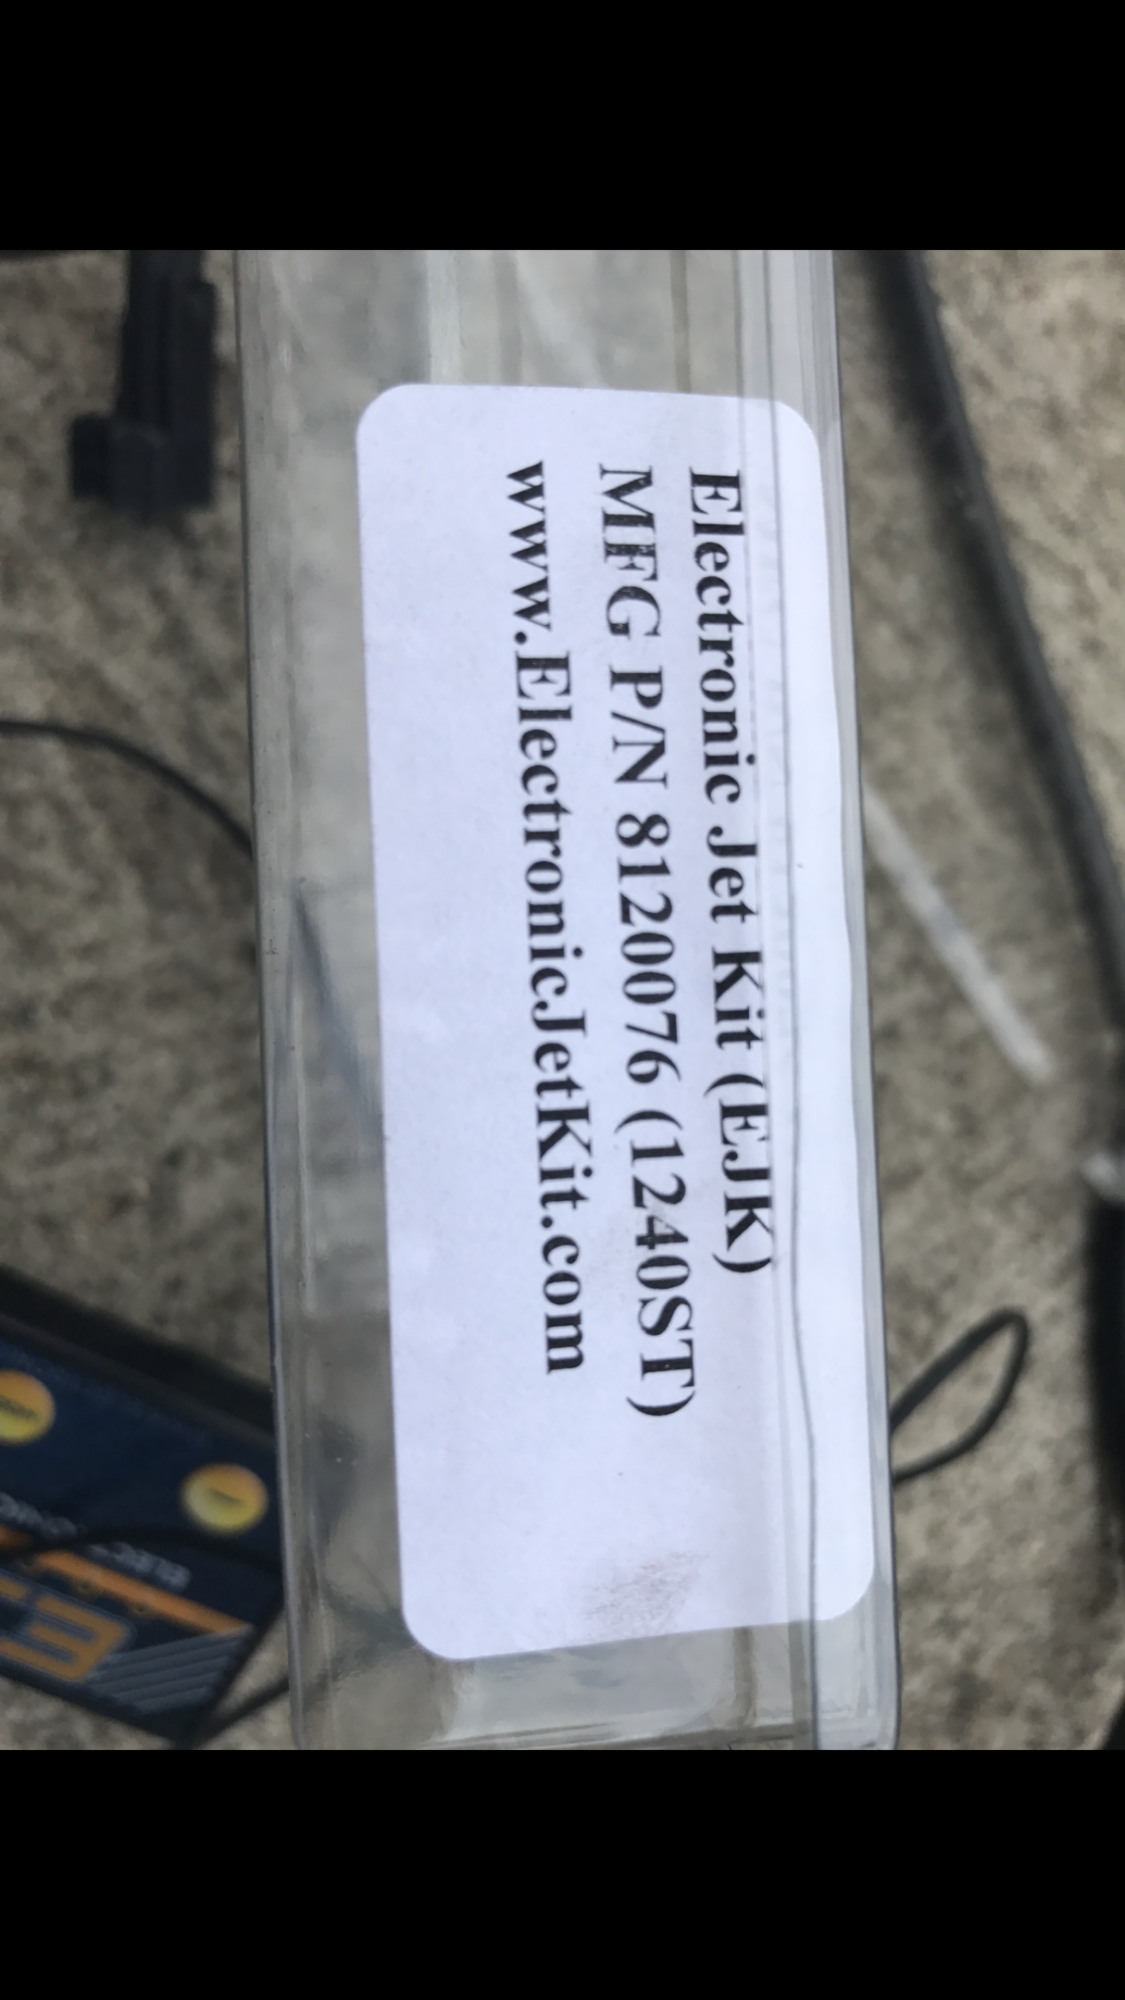 Electronic Jet Kit (EJK)
MFG P/N 8120076 (1240ST)
www.ElectronicJetKit.com